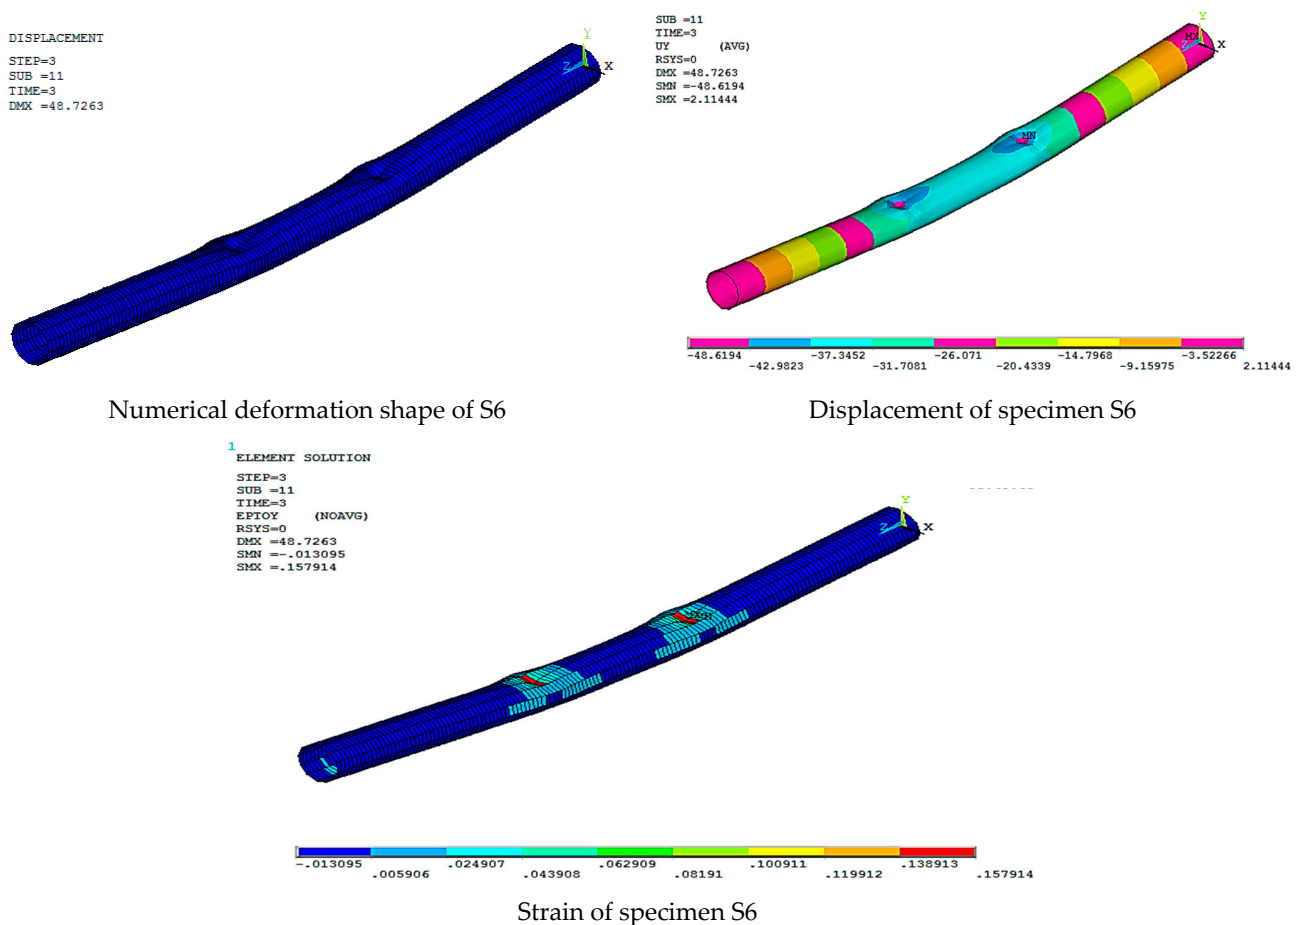 DISPLACEMENT
STEP=3
SUB =11
TIME=3
DMX =48.7263
Y
Z
X
SUB =11
TIME=3
UY (AVG)
RSYS=0
DMX =48.7263
SMN =-48.6194
SMX =2.11444
Y
MX
Z
X
MN
-48.6194 -37.3452 -26.071 -14.7968 -3.52266
-42.9823 -31.7081 -20.4339 -9.15975 2.11444
Numerical deformation shape of S6
Displacement of specimen S6
1
ELEMENT SOLUTION
STEP=3
SUB =11
TIME=3
EPTOY (NOAVG)
RSYS=0
DMX =48.7263
SMN =-.013095
SMX =.157914
Y
Z
X
-.013095 .024907 .062909 .100911 .138913
.005906 .043908 .08191 .119912 .157914
Strain of specimen S6